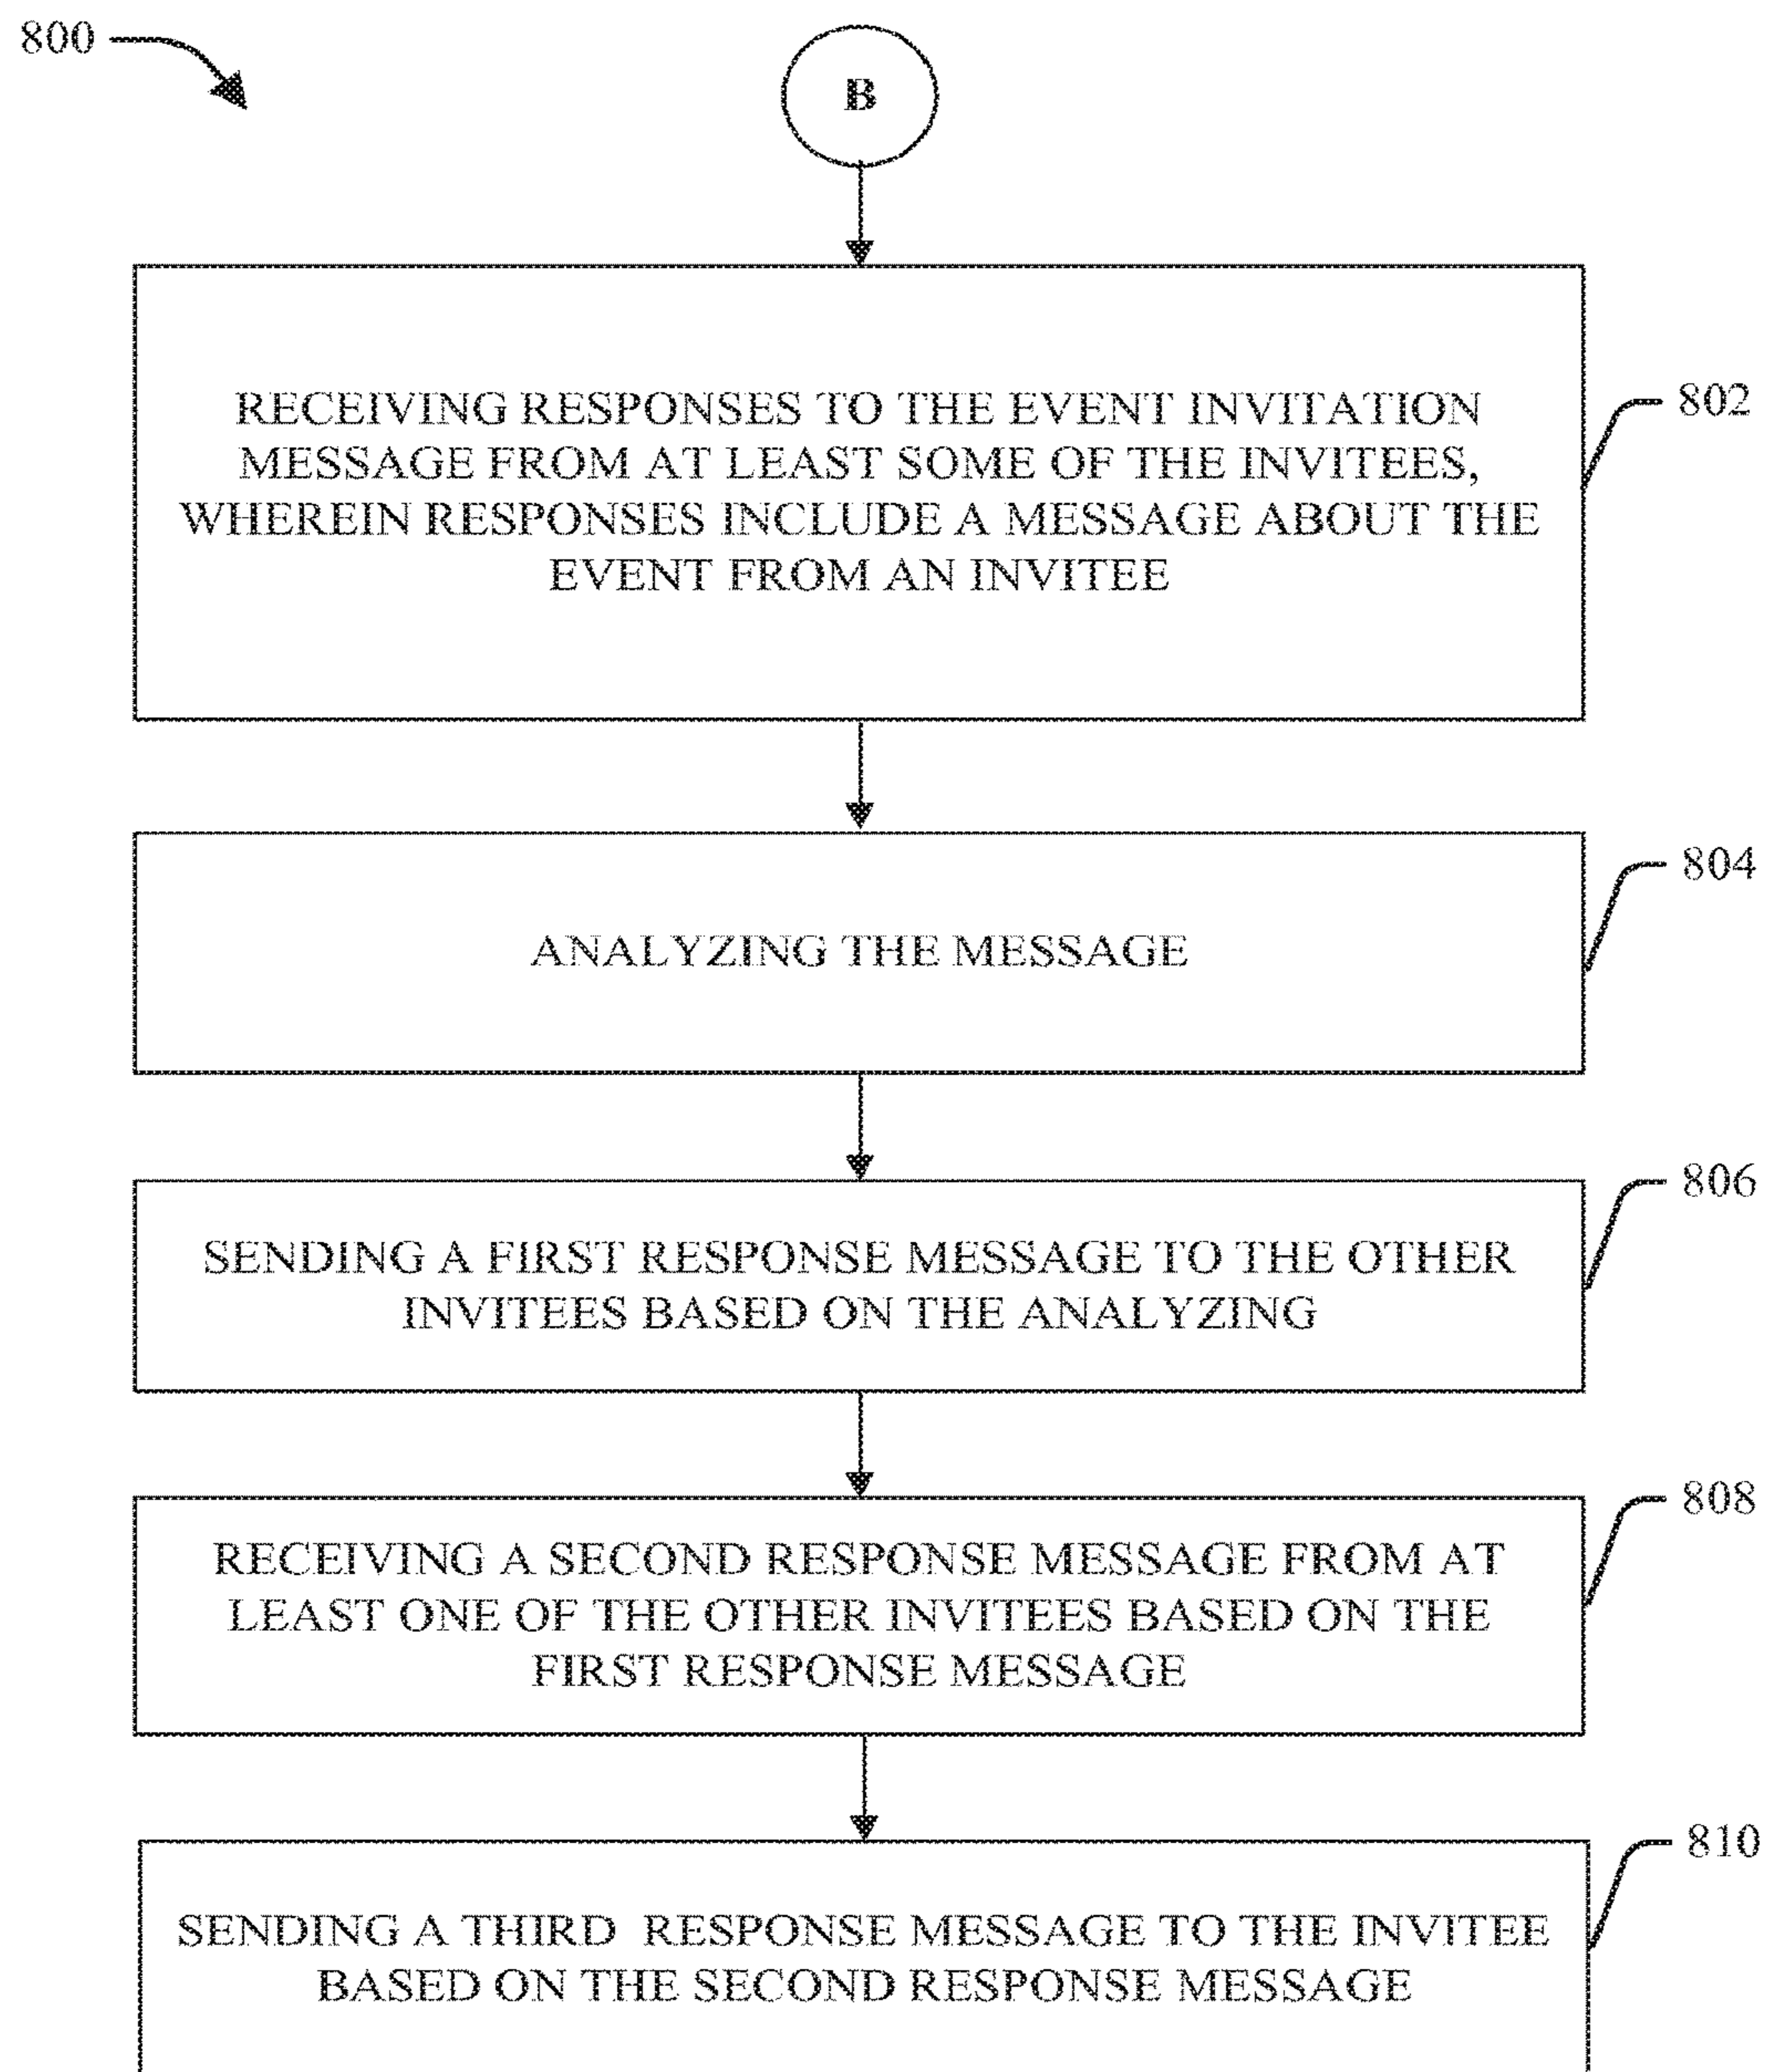 800
B
RECEIVING RESPONSES TO THE EVENT INVITATION
MESSAGE FROM AT LEAST SOME OF THE INVITEES,
WHEREIN RESPONSES INCLUDE A MESSAGE ABOUT THE
EVENT FROM AN INVITEE
802
ANALYZING THE MESSAGE
804
SENDING A FIRST RESPONSE MESSAGE TO THE OTHER
INVITEES BASED ON THE ANALYZING
806
RECEIVING A SECOND RESPONSE MESSAGE FROM AT
LEAST ONE OF THE OTHER INVITEES BASED ON THE
FIRST RESPONSE MESSAGE
808
SENDING A THIRD RESPONSE MESSAGE TO THE INVITEE
BASED ON THE SECOND RESPONSE MESSAGE
810